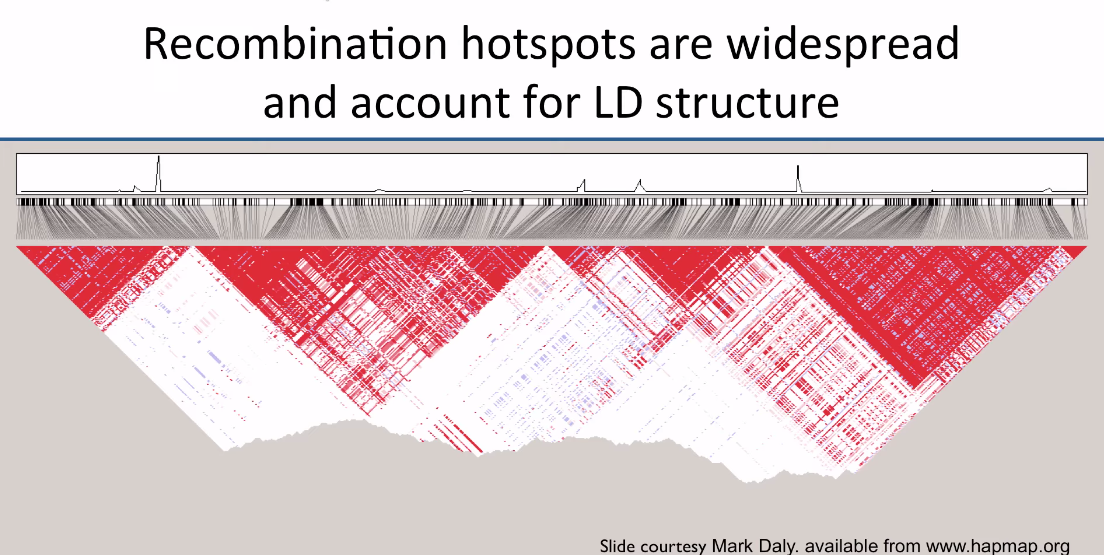 Recombination hotspots are widespread
and account for LD structure
Slide courtesy Mark Daly. available from www.hapmap.org